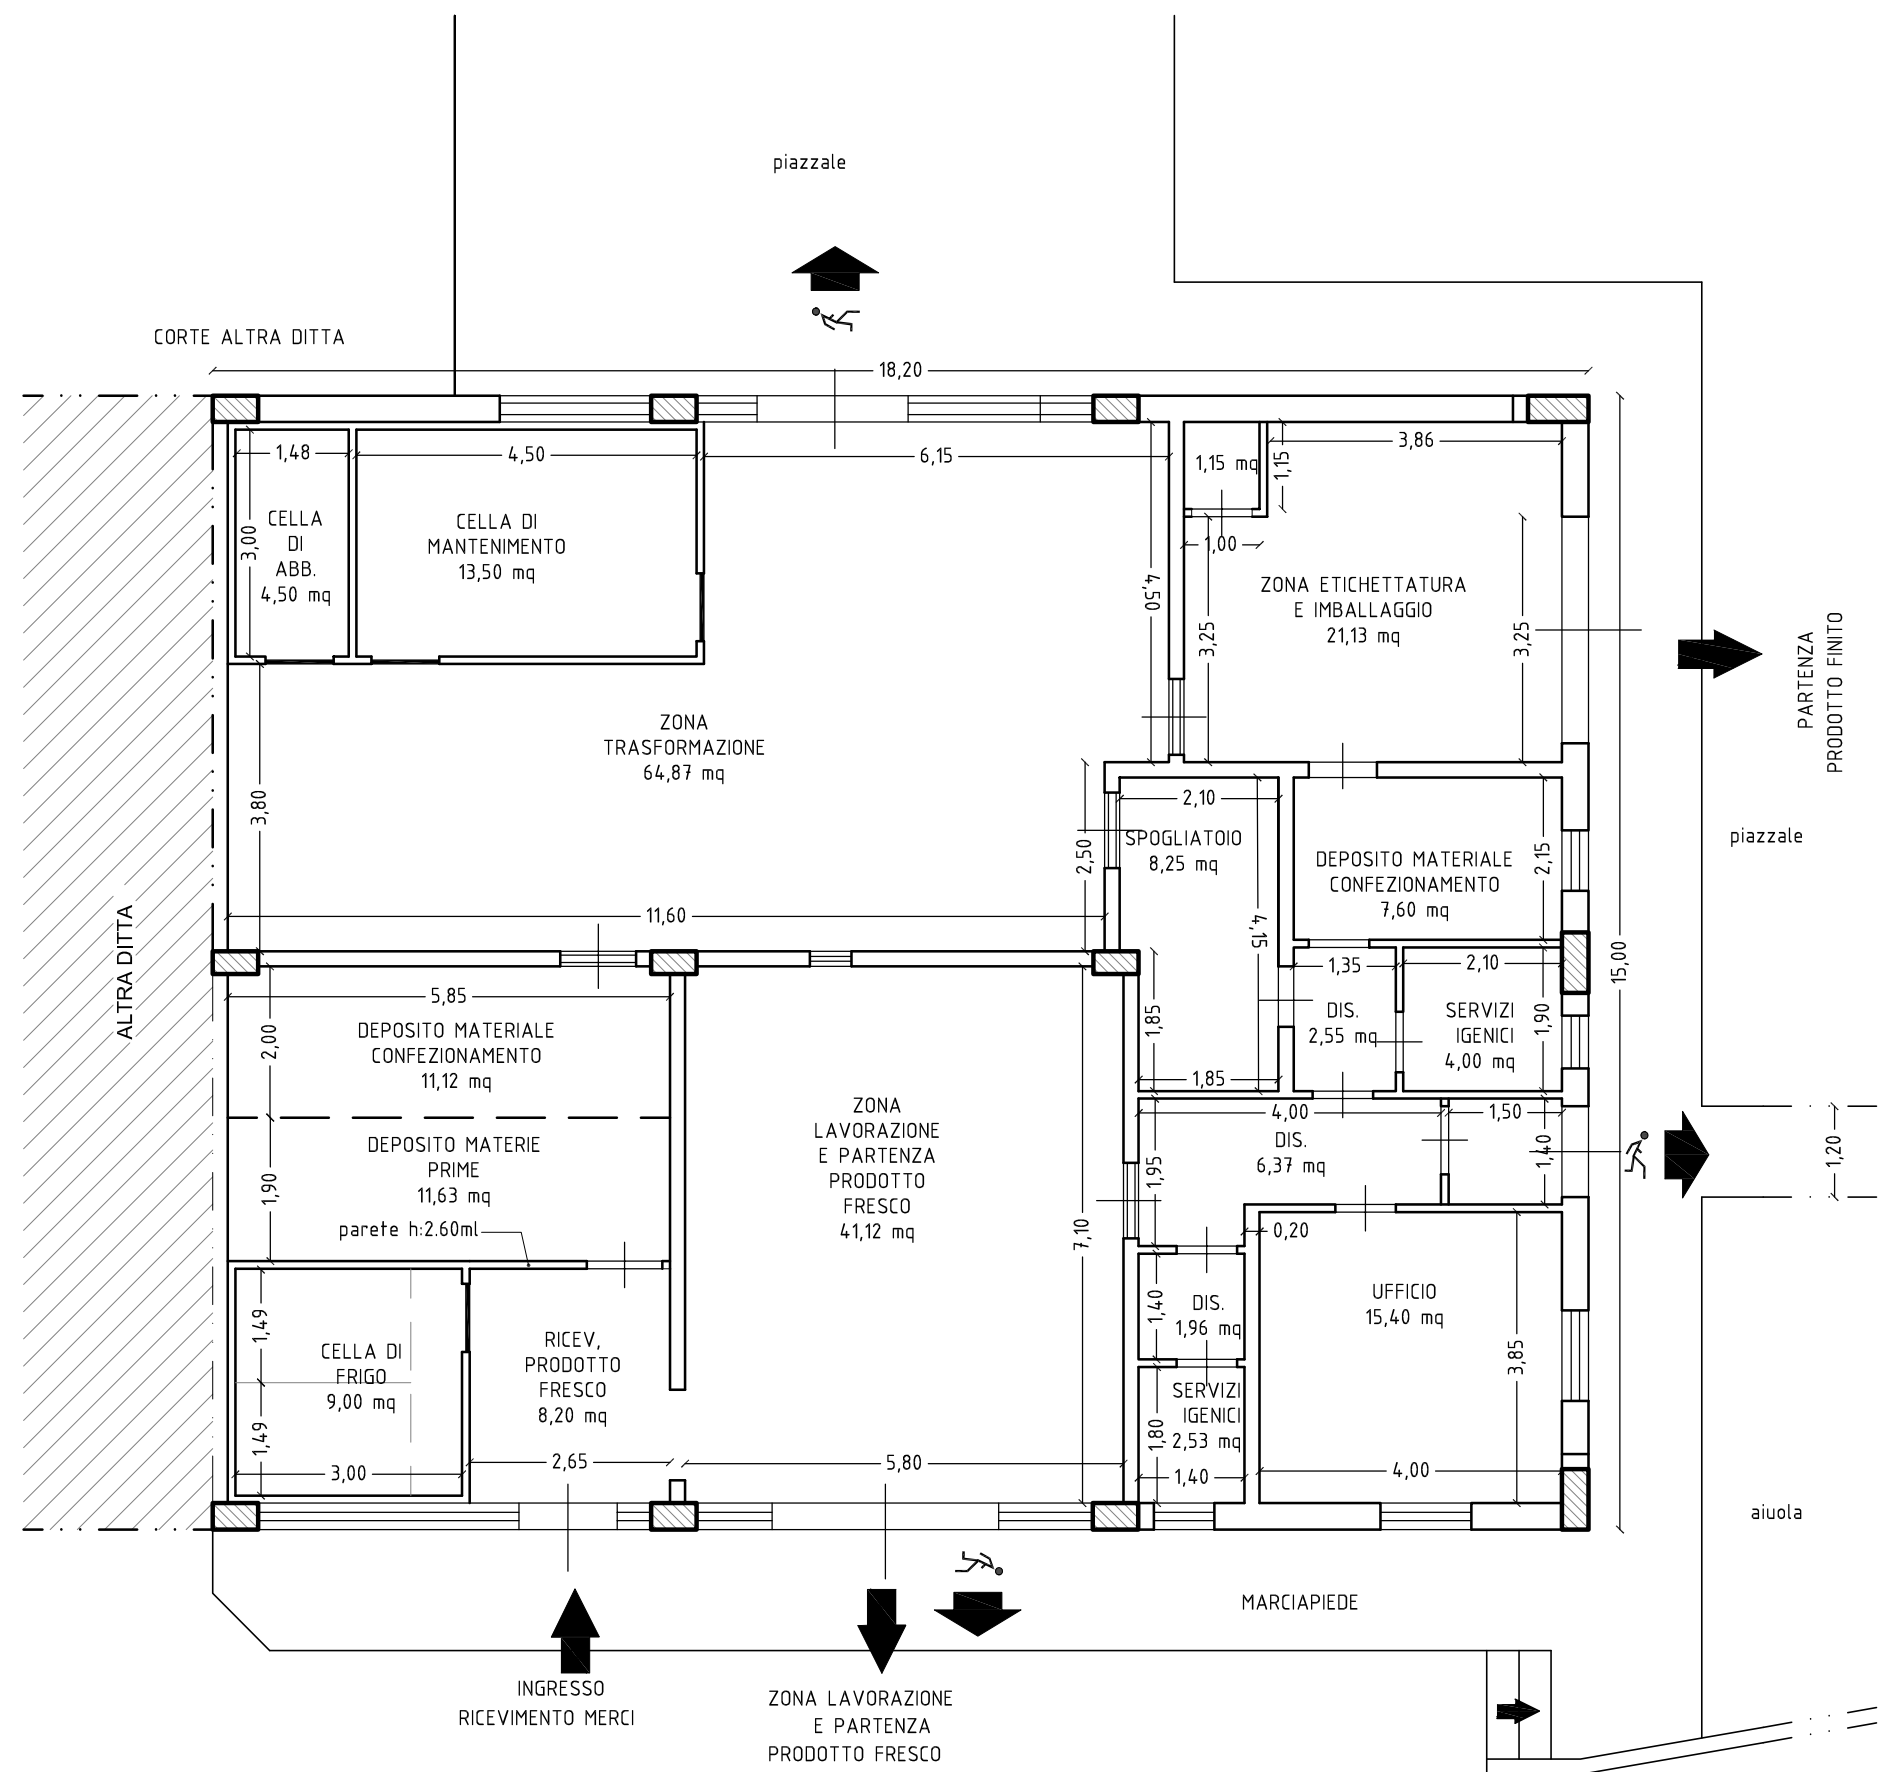 piazzale
CORTE ALTRA DITTA
18,20
1,48
4,50
6,15
3,86
1,15 mq
1,15
1,00
CELLA
DI
ABB.
4,50 mq
3,00
CELLA DI
MANTENIMENTO
13,50 mq
4,50
3,25
ZONA ETICHETTATURA
E IMBALLAGGIO
21,13 mq
3,25
PARTENZA
PRODOTTO FINITO
ZONA
TRASFORMAZIONE
64,87 mq
3,80
2,50
2,10
SPOGLIATOIO
8,25 mq
4,15
DEPOSITO MATERIALE
CONFEZIONAMENTO
7,60 mq
2,15
piazzale
11,60
ALTRA DITTA
15,00
5,85
2,00
DEPOSITO MATERIALE
CONFEZIONAMENTO
11,12 mq
1,85
1,85
1,35
DIS.
2,55 mq
2,10
SERVIZI
IGENICI
4,00 mq
1,90
DEPOSITO MATERIE
PRIME
11,63 mq
1,90
parete h:2.60ml
ZONA
LAVORAZIONE
E PARTENZA
PRODOTTO
FRESCO
41,12 mq
7,10
4,00
DIS.
6,37 mq
1,95
1,50
1,40
1,20
0,20
1,49
1,49
CELLA DI
FRIGO
9,00 mq
3,00
RICEV,
PRODOTTO
FRESCO
8,20 mq
2,65
5,80
1,40
DIS.
1,96 mq
SERVIZI
IGENICI
2,53 mq
1,80
1,40
UFFICIO
15,40 mq
3,85
4,00
aiuola
MARCIAPIEDE
INGRESSO
RICEVIMENTO MERCI
ZONA LAVORAZIONE
E PARTENZA
PRODOTTO FRESCO